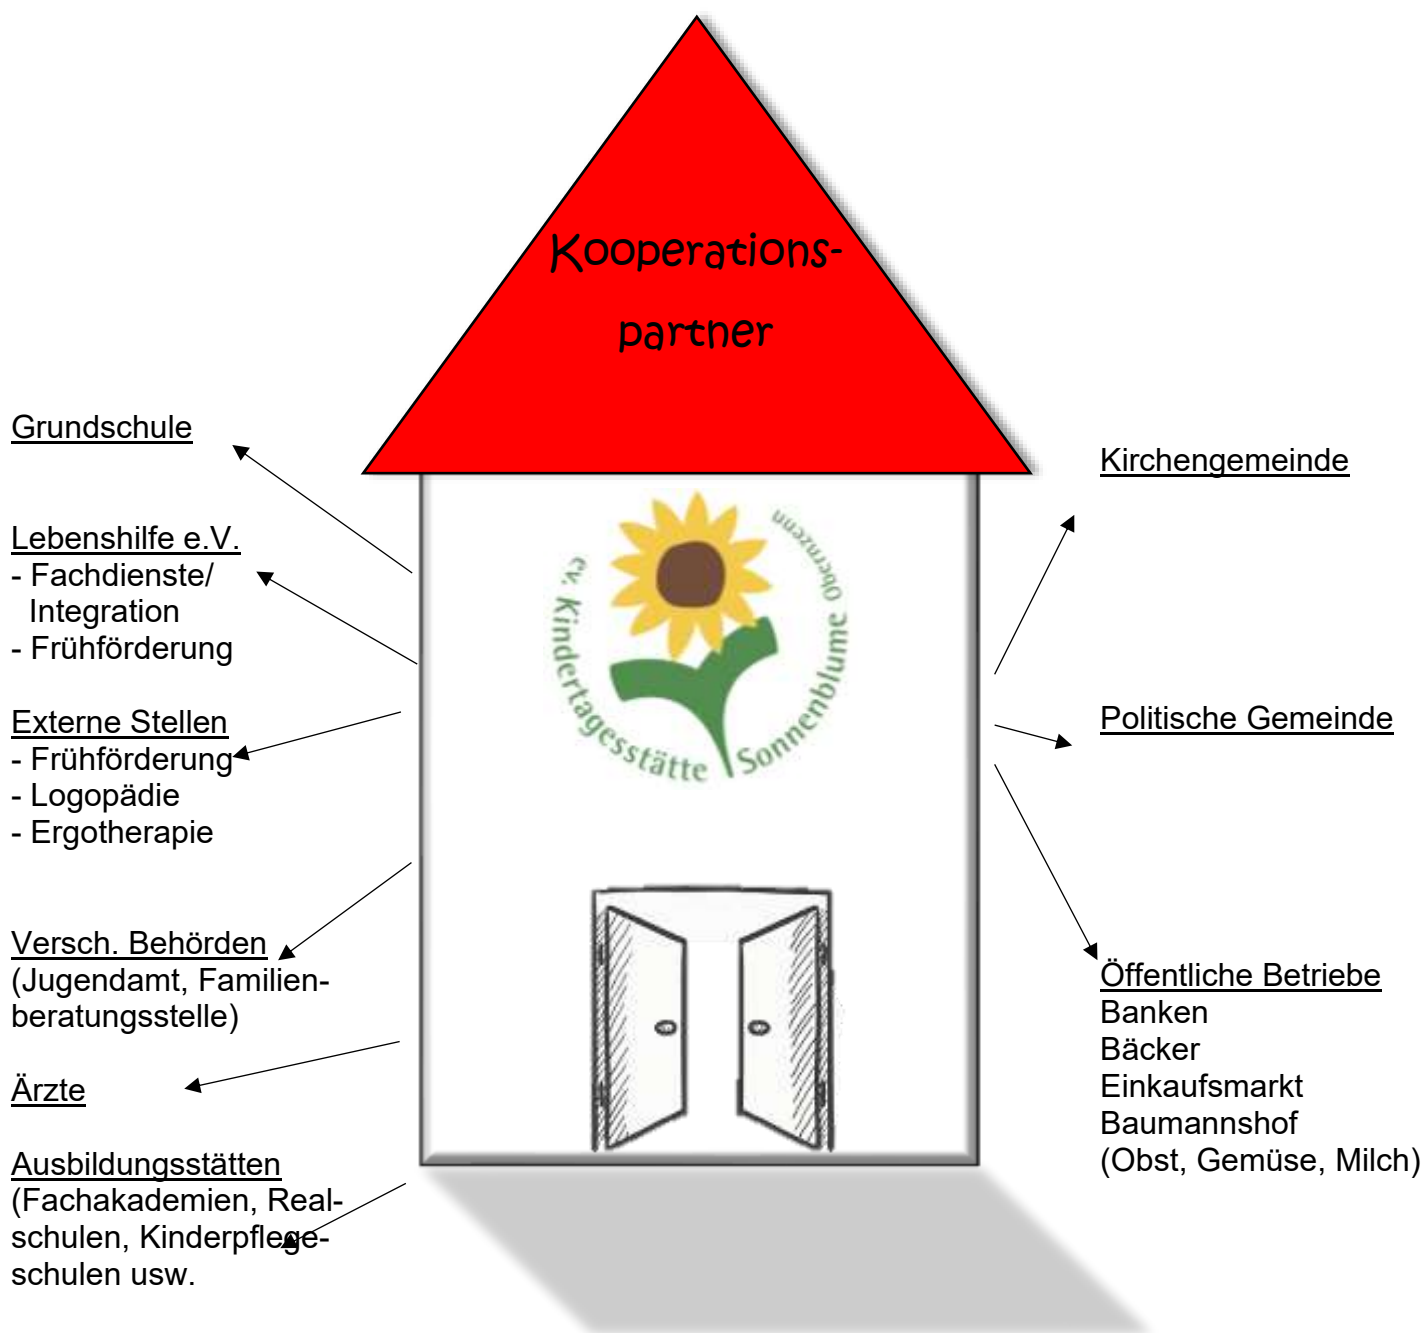 Kooperations-
partner
Grundschule
Lebenshilfe e.V.
- Fachdienste/
Integration
- Frühförderung
Externe Stellen
- Frühförderung
- Logopädie
- Ergotherapie
Versch. Behörden
(Jugendamt, Familien-
beratungsstelle)
Ärzte
Ausbildungsstätten
(Fachakademien, Real-
schulen, Kinderpflege-
schulen usw.
ev. Kindertagesstätte Sonnenblume Obernzenn
Kirchengemeinde
Politische Gemeinde
Öffentliche Betriebe
Banken
Bäcker
Einkaufsmarkt
Baumannshof
(Obst, Gemüse, Milch)